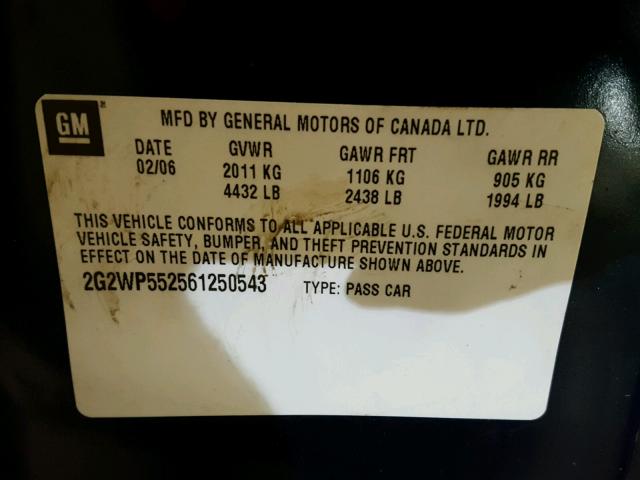 GM
MFD BY GENERAL MOTORS OF CANADA LTD.
DATE GVWR GAWR FRT GAWR RR
02/06 2011 KG 1106 KG 905 KG
4432 LB 2438 LB 1994 LB
THIS VEHICLE CONFORMS TO ALL APPLICABLE U.S. FEDERAL MOTOR
VEHICLE SAFETY, BUMPER, AND THEFT PREVENTION STANDARDS IN
EFFECT ON THE DATE OF MANUFACTURE SHOWN ABOVE.
2G2WP552561250543 TYPE: PASS CAR